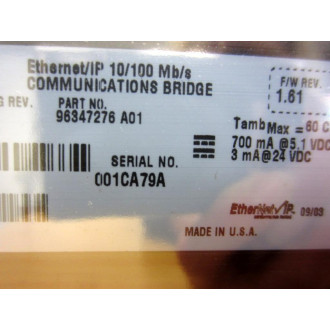 Ethernet/IP 10/100 Mb/s
COMMUNICATIONS BRIDGE
F/W REV.
1.61
G REV.
PART NO.
96347276 A01
Tamb Max = 60 C
700 mA @5.1 VDC
3 mA@24 VDC
SERIAL NO.
001CA79A
EtherNet/IP
09/03
MADE IN U.S.A.